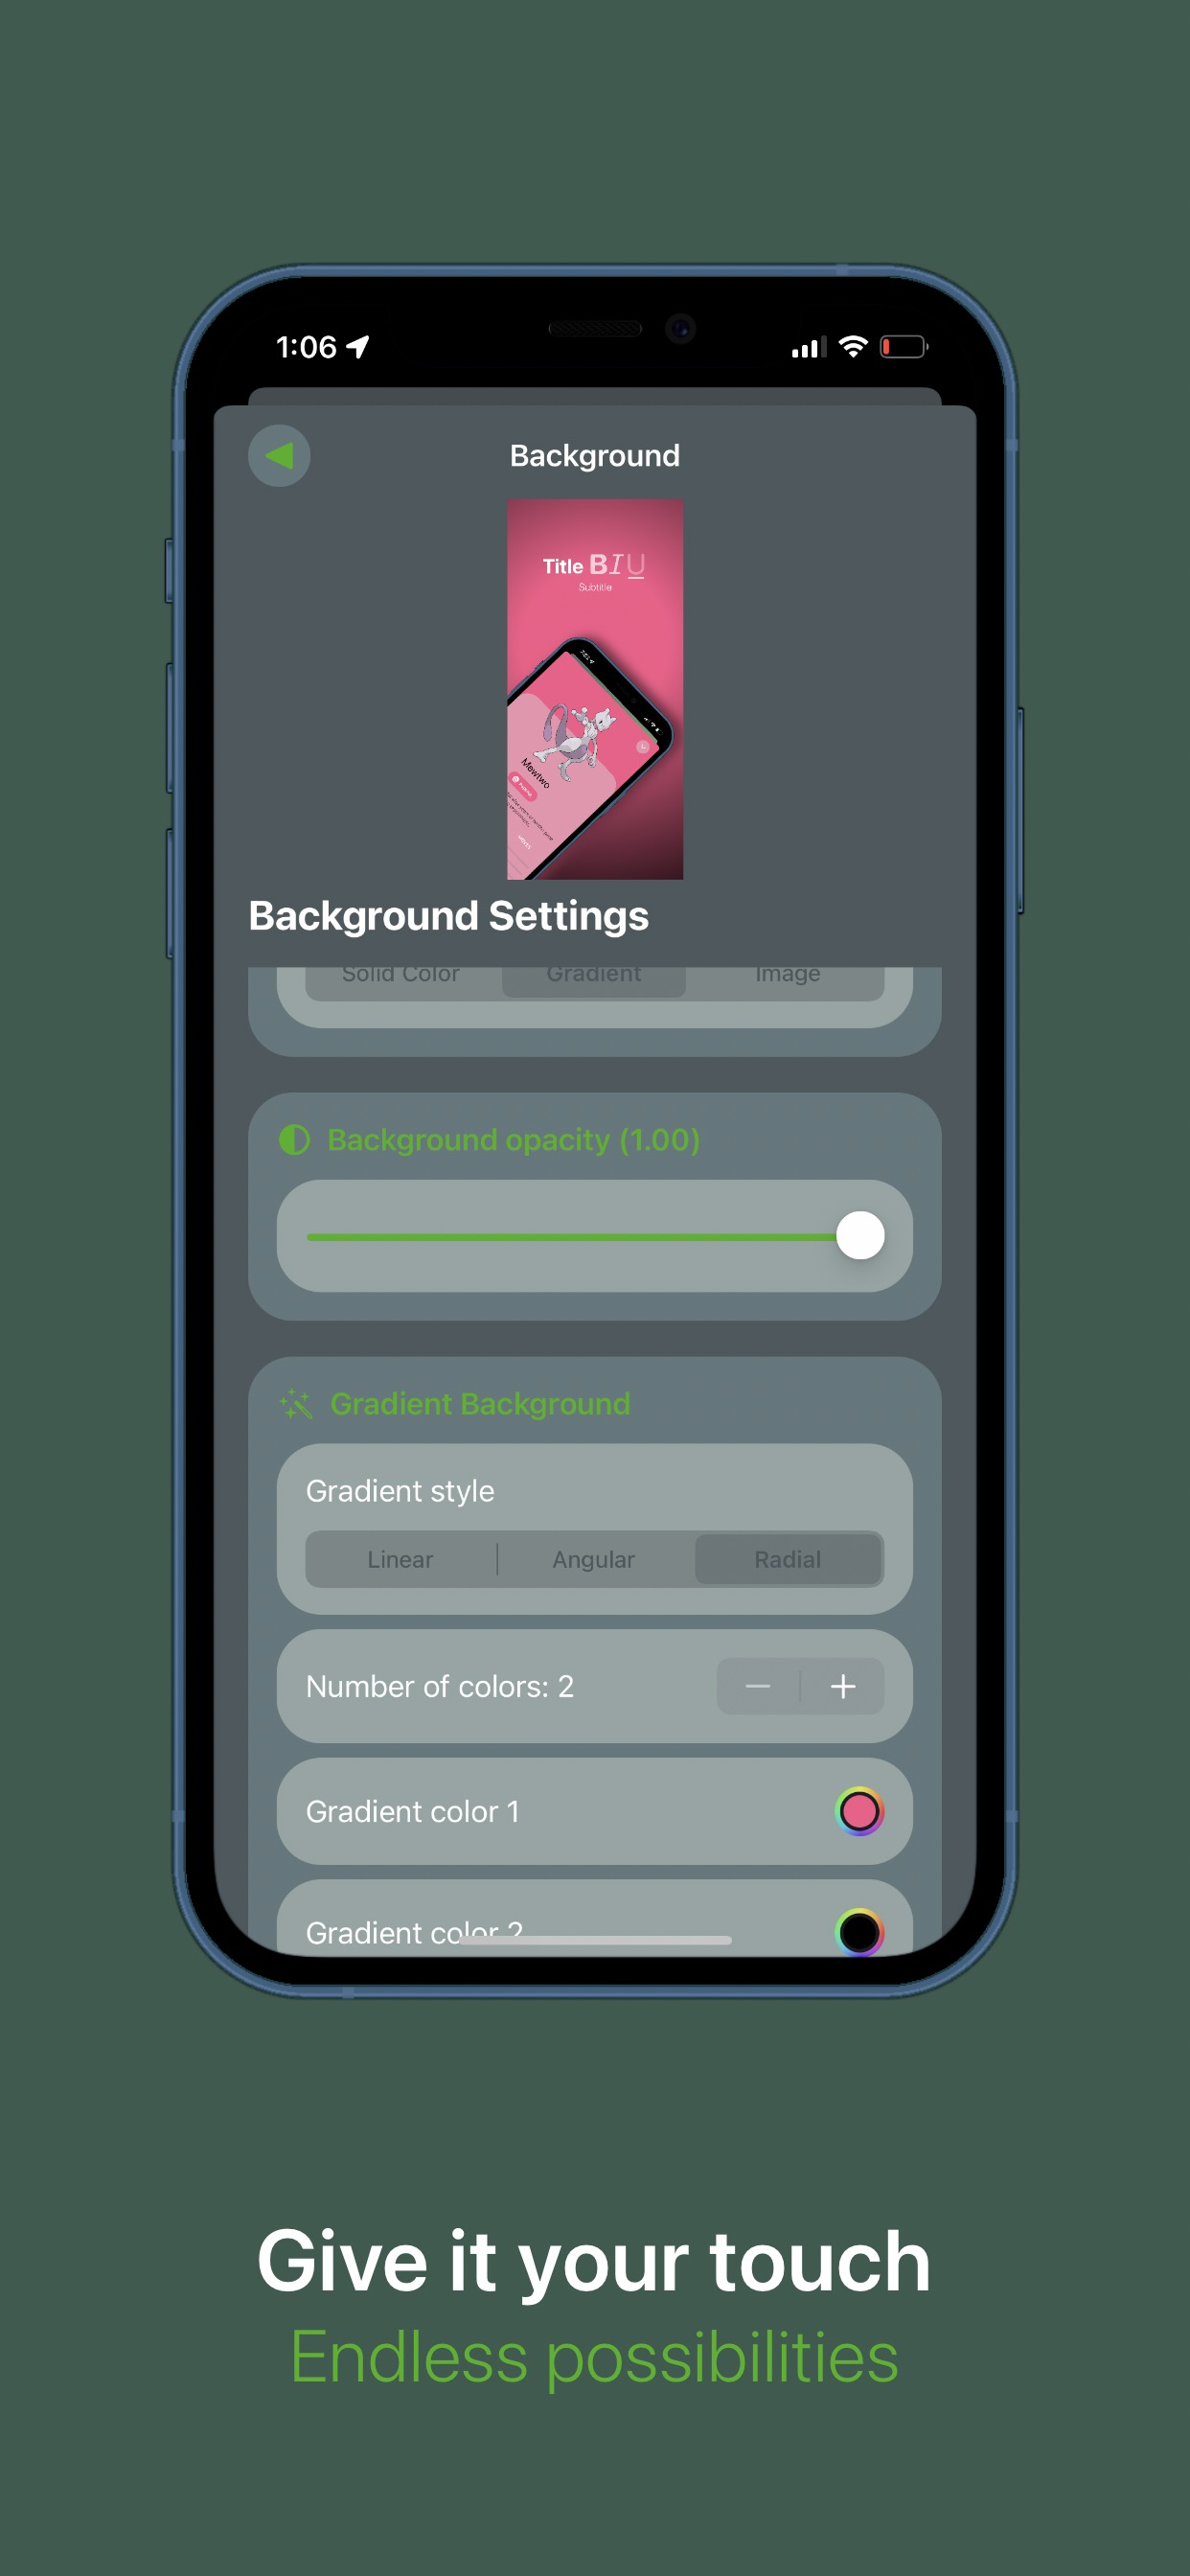 1:06
Background
Title B I U
Subtitle
Mewtwo
Background Settings
Solid Color Gradient Image
Background opacity (1.00)
Gradient Background
Gradient style
Linear Angular Radial
Number of colors: 2
Gradient color 1
Gradient color 2
Give it your touch
Endless possibilities